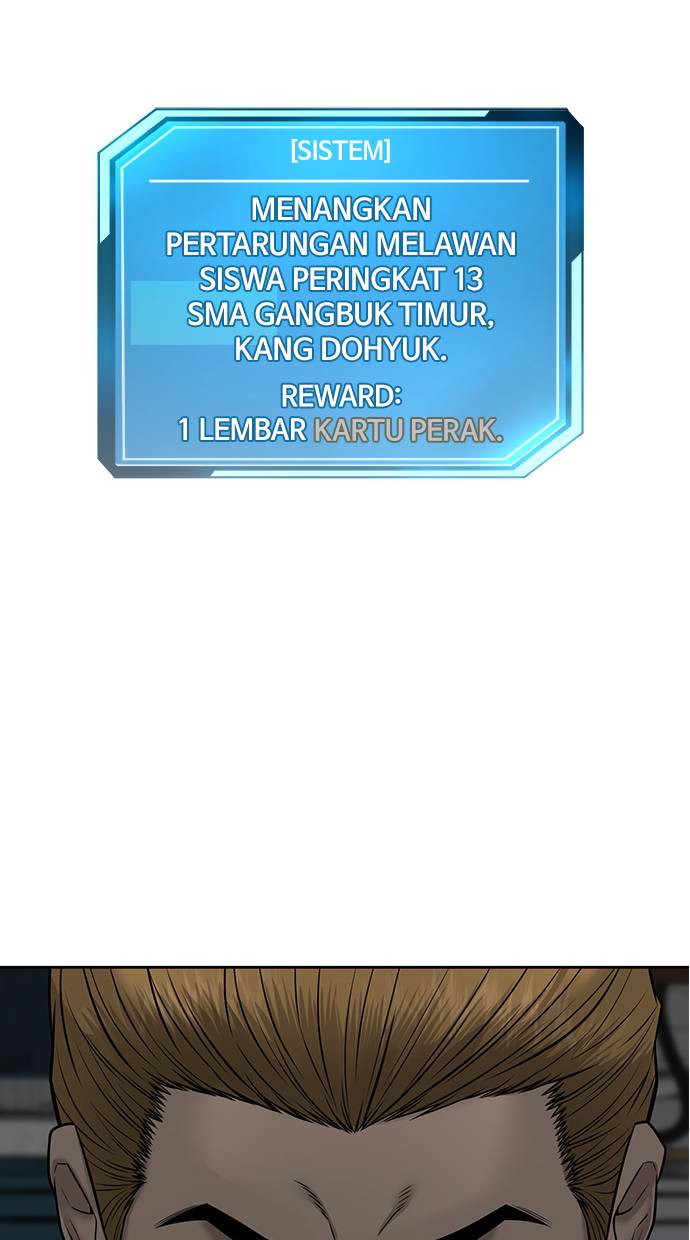 [SISTEM]
MENANGKAN
PERTARUNGAN MELAWAN
SISWA PERINGKAT 13
SMA GANGBUK TIMUR,
KANG DOHYUK.
REWARD:
1 LEMBAR KARTU PERAK.